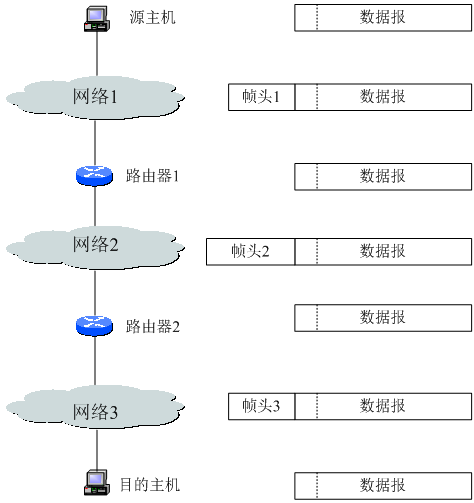 源主机 数据报
网络1 帧头1 数据报
路由器1 数据报
网络2 帧头2 数据报
路由器2 数据报
网络3 帧头3 数据报
目的主机 数据报